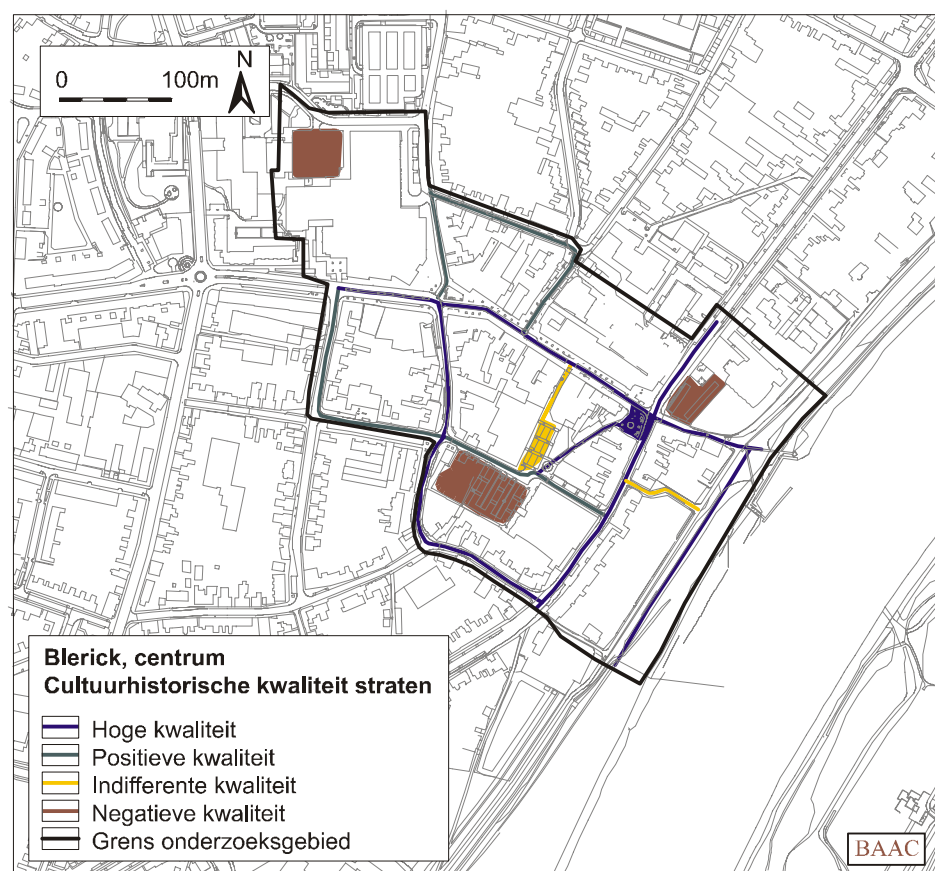 0 100m N
Blerick, centrum
Cultuurhistorische kwaliteit straten
Hoge kwaliteit
Positieve kwaliteit
Indifferente kwaliteit
Negatieve kwaliteit
Grens onderzoeksgebied
BAAC